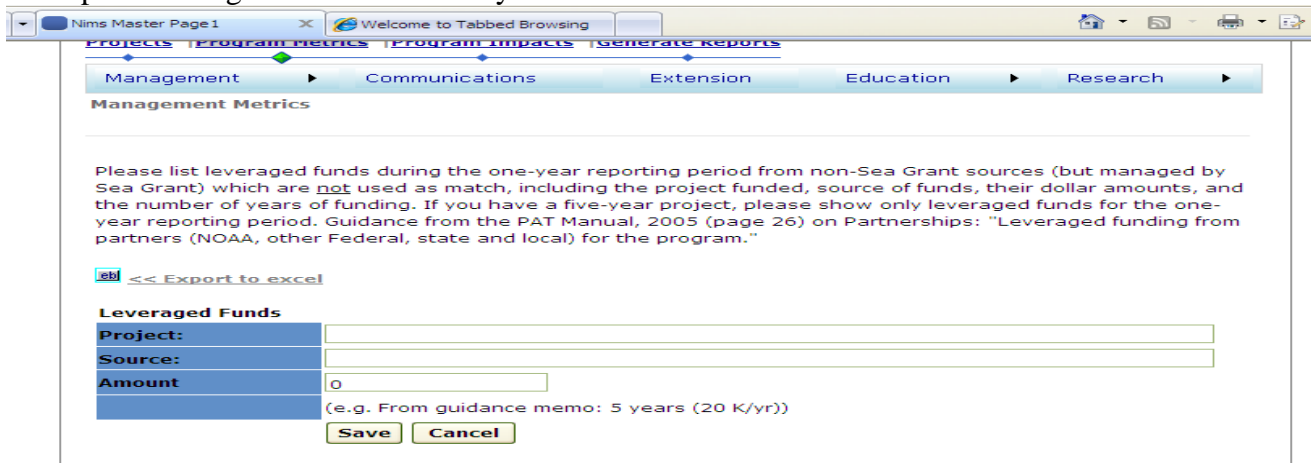 Nims Master Page 1
Welcome to Tabbed Browsing
Projects |Program Metrics |Program Impacts |Generate Reports
Management Communications Extension Education Research
Management Metrics
Please list leveraged funds during the one-year reporting period from non-Sea Grant sources (but managed by
Sea Grant) which are not used as match, including the project funded, source of funds, their dollar amounts, and
the number of years of funding. If you have a five-year project, please show only leveraged funds for the one-
year reporting period. Guidance from the PAT Manual, 2005 (page 26) on Partnerships: "Leveraged funding from
partners (NOAA, other Federal, state and local) for the program."
<< Export to excel
Leveraged Funds
Project:
Source:
Amount 0
(e.g. From guidance memo: 5 years (20 K/yr))
Save Cancel